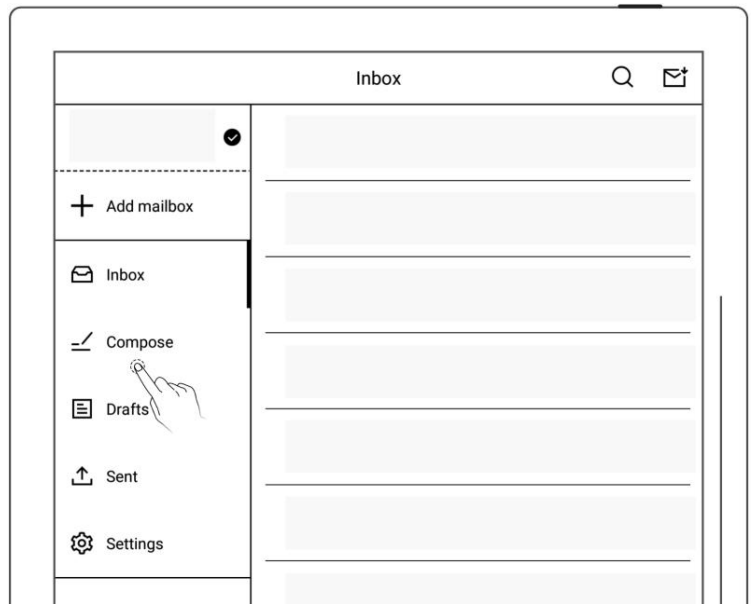 Inbox
Add mailbox
Inbox
Compose
Drafts
Sent
Settings